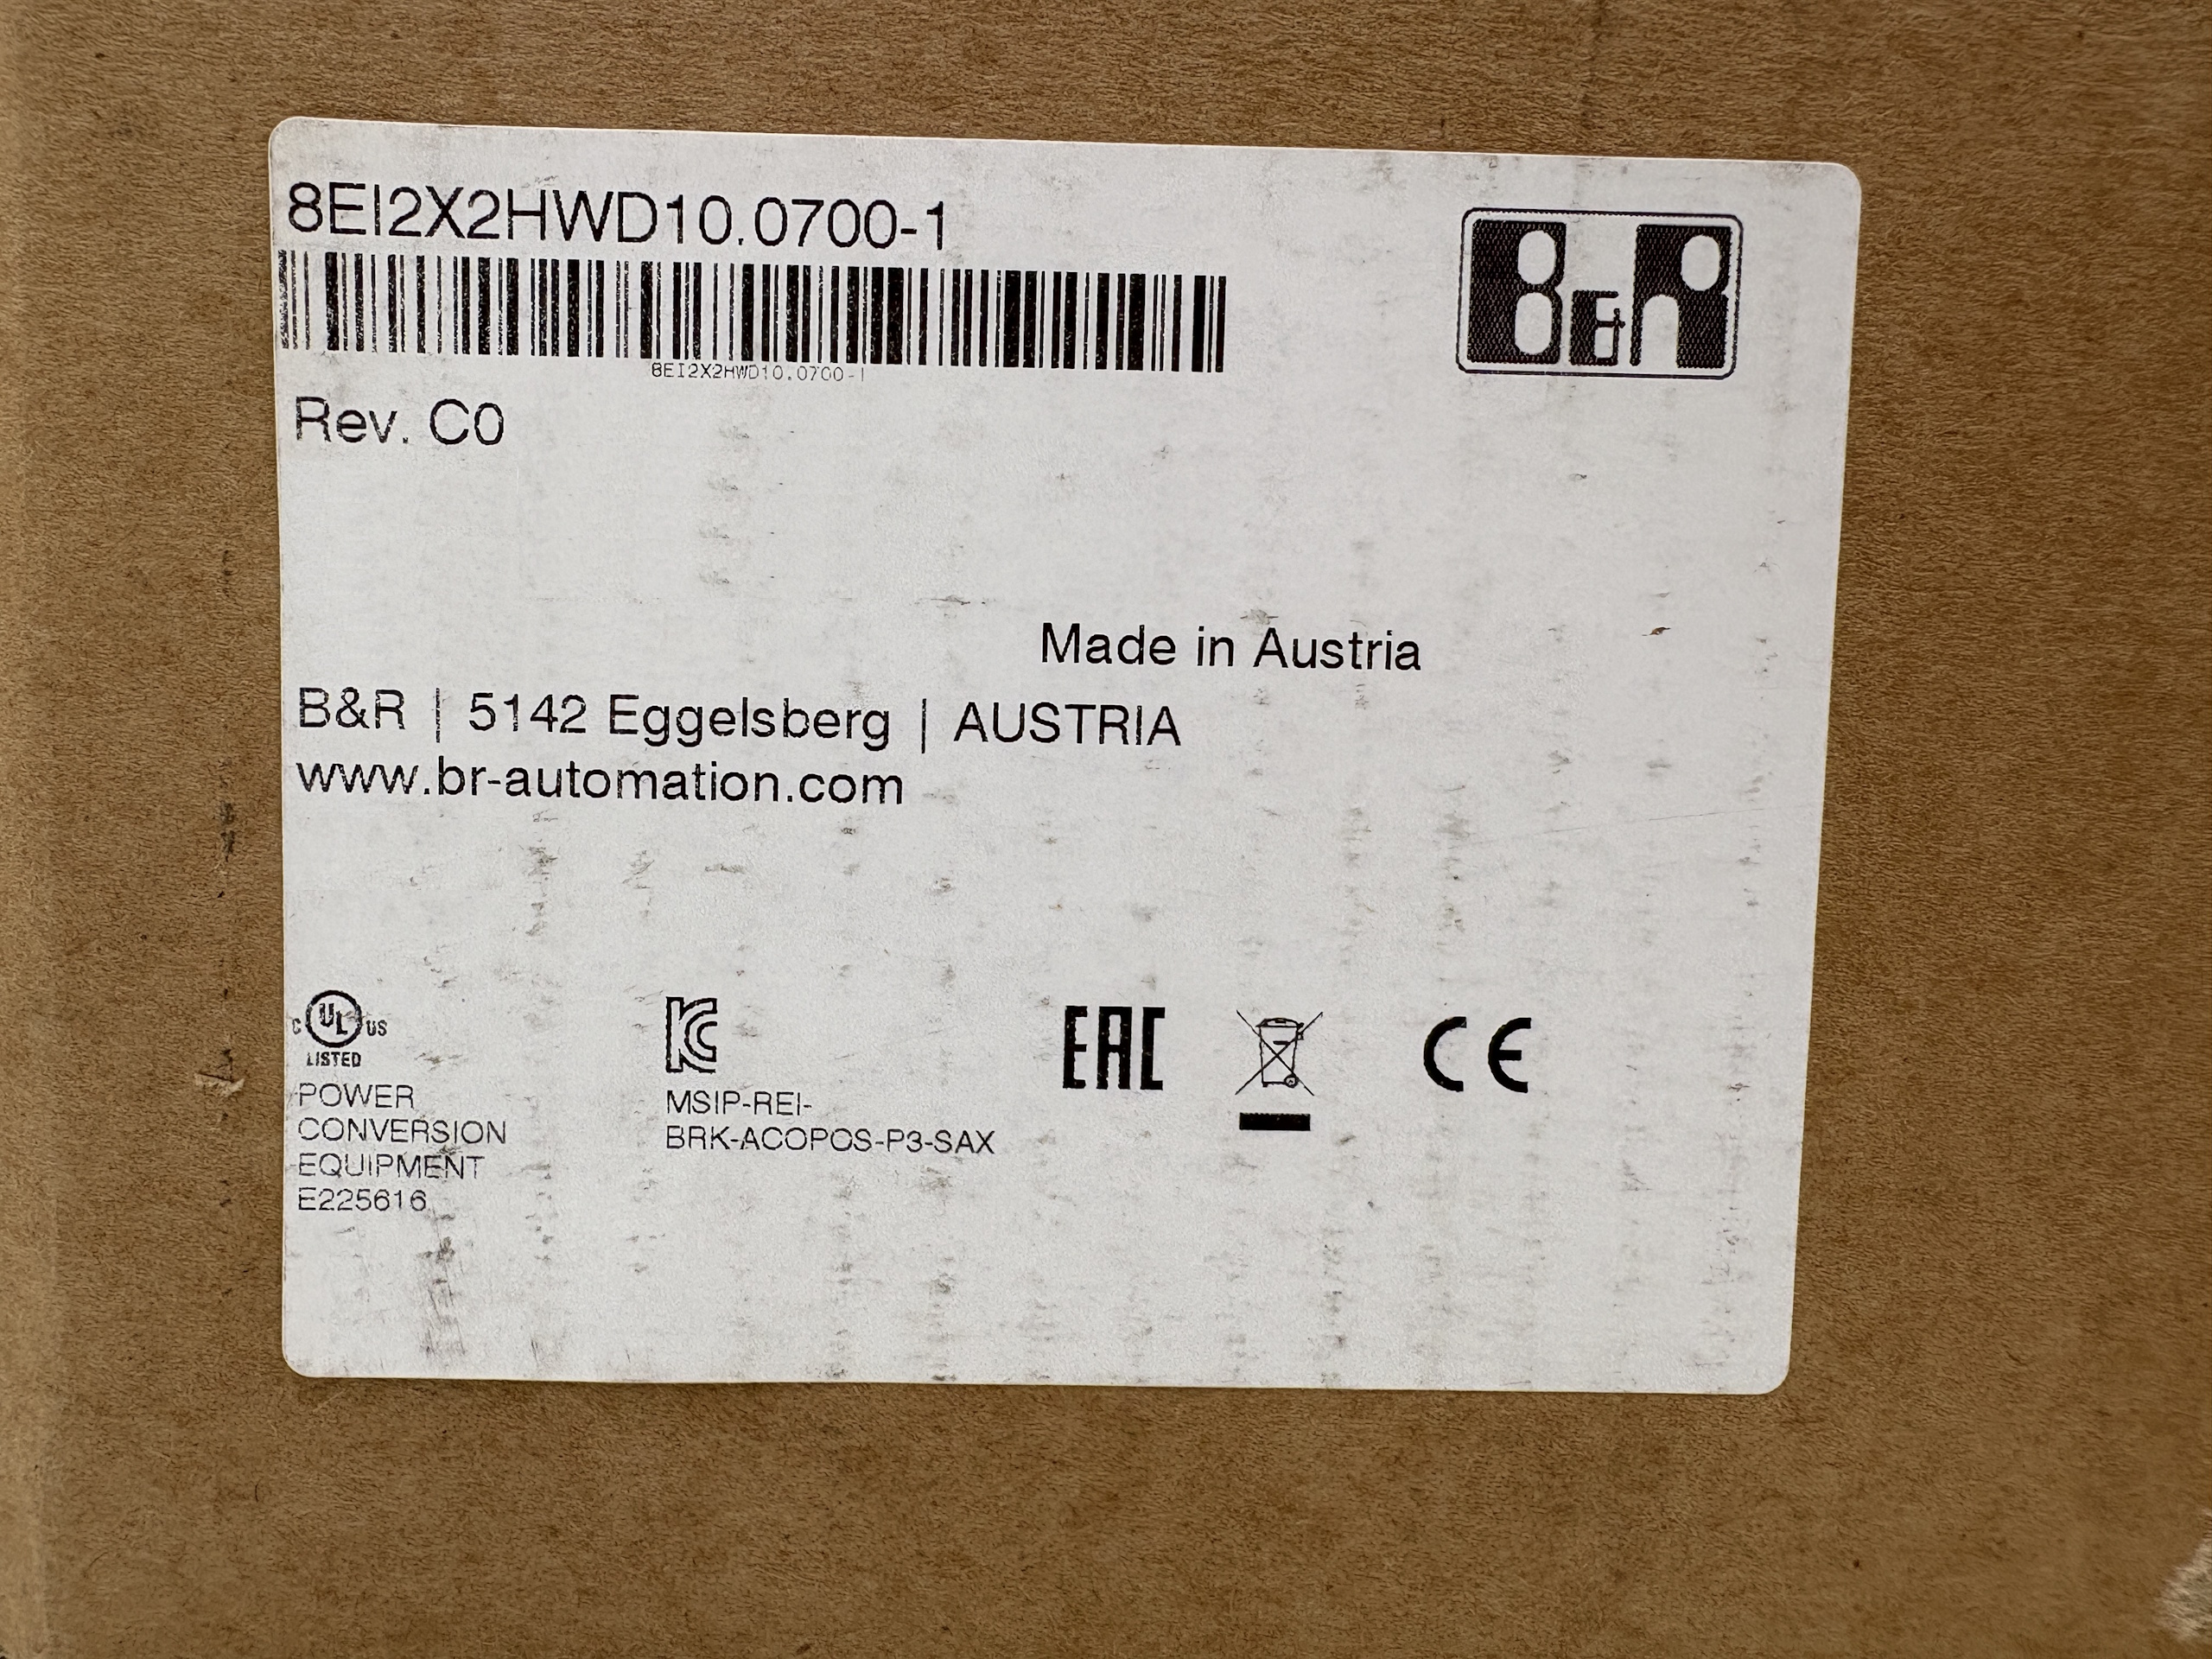 8EI2X2HWD10.0700-1
B&R
8EI2X2HWD10.0700-1
Rev. C0
Made in Austria
B&R | 5142 Eggelsberg | AUSTRIA
www.br-automation.com
C UL US
LISTED
POWER
CONVERSION
EQUIPMENT
E225616
KC
MSIP-REI-
BRK-ACOPOS-P3-SAX
EAC
CE